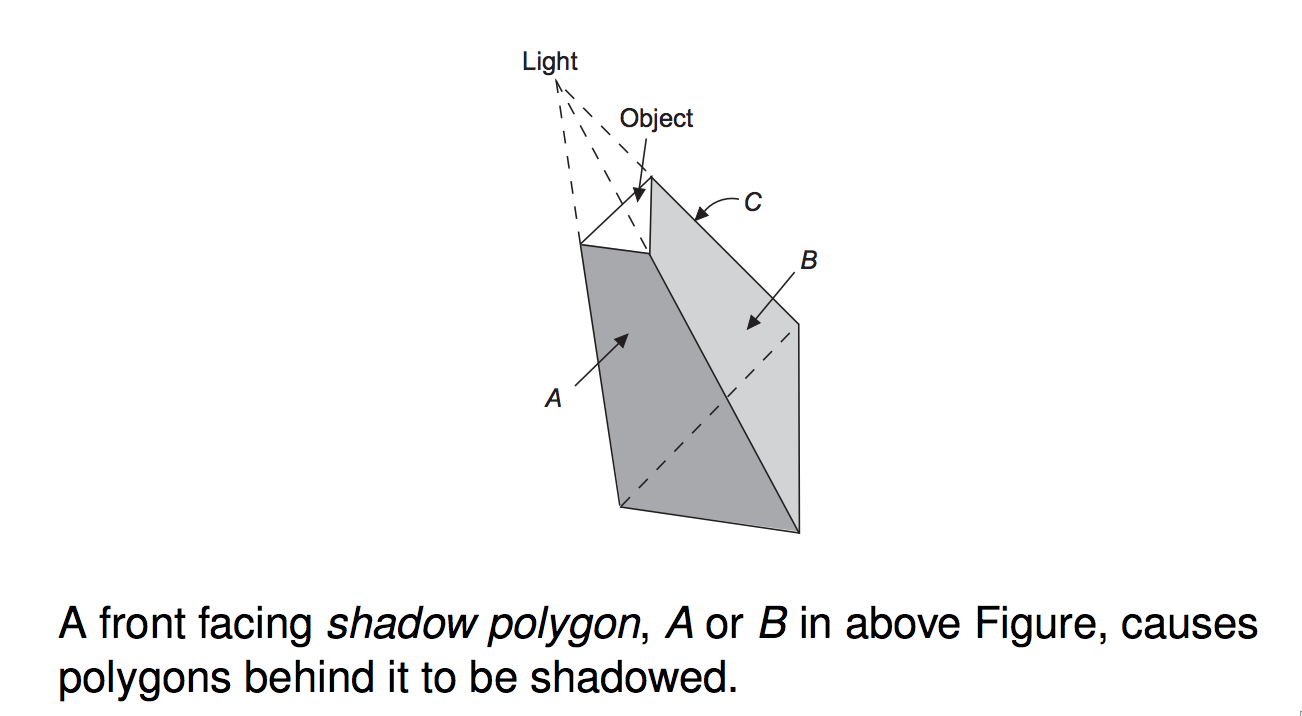 Light
Object
C
B
A
A front facing shadow polygon, A or B in above Figure, causes
polygons behind it to be shadowed.